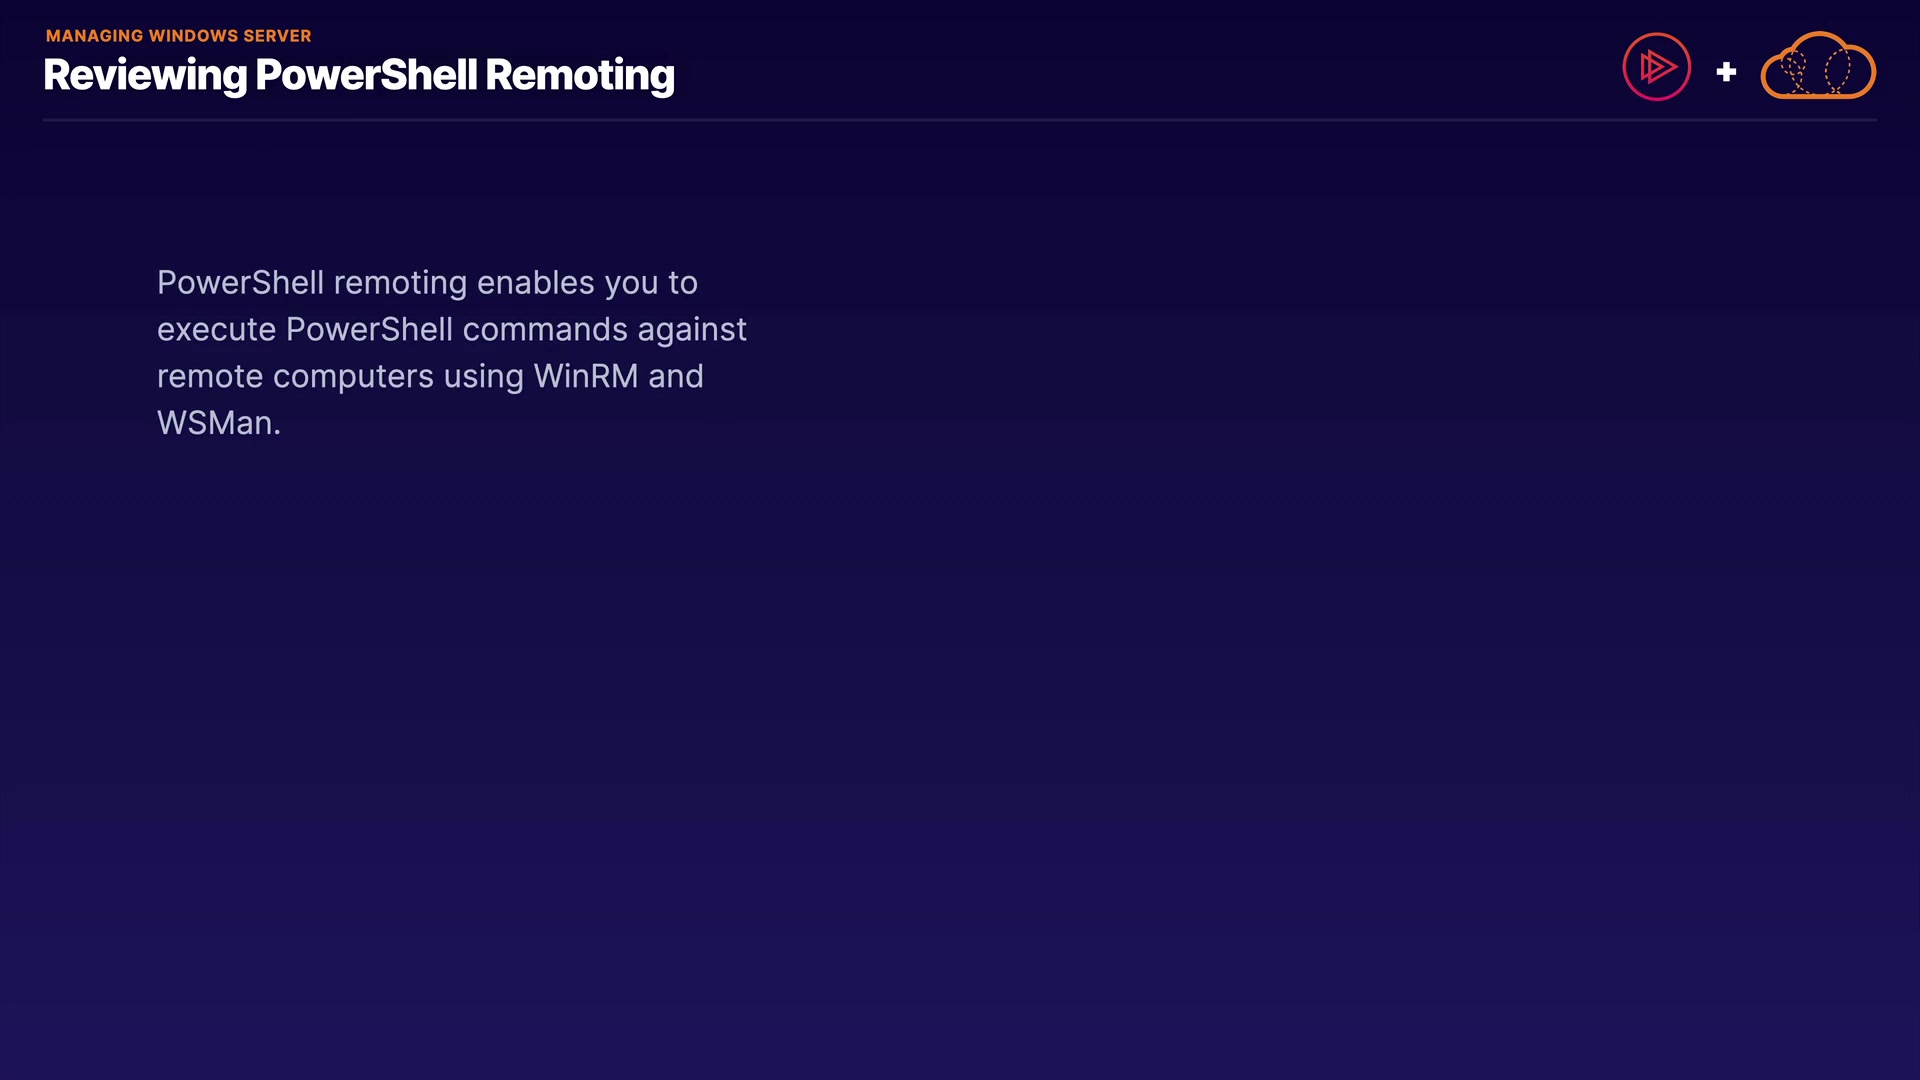 MANAGING WINDOWS SERVER
Reviewing PowerShell Remoting
+
PowerShell remoting enables you to
execute PowerShell commands against
remote computers using WinRM and
WSMan.